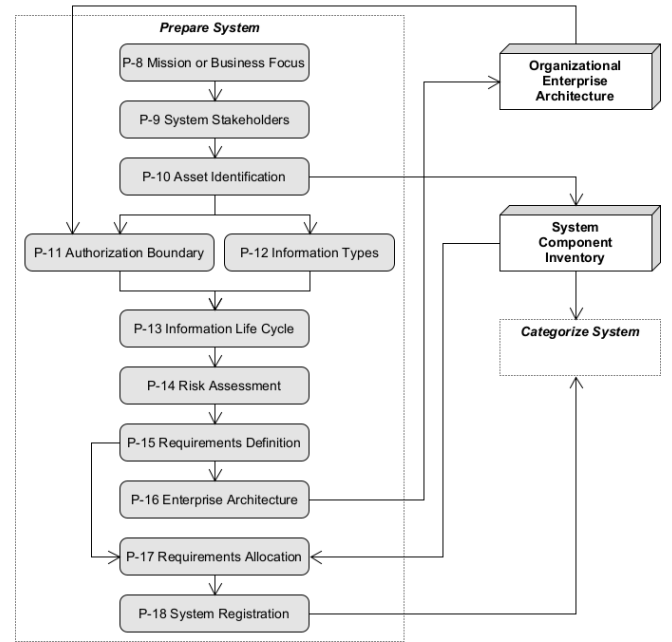 Prepare System
P-8 Mission or Business Focus
P-9 System Stakeholders
P-10 Asset Identification
P-11 Authorization Boundary
P-12 Information Types
P-13 Information Life Cycle
P-14 Risk Assessment
P-15 Requirements Definition
P-16 Enterprise Architecture
P-17 Requirements Allocation
P-18 System Registration
Organizational
Enterprise
Architecture
System
Component
Inventory
Categorize System